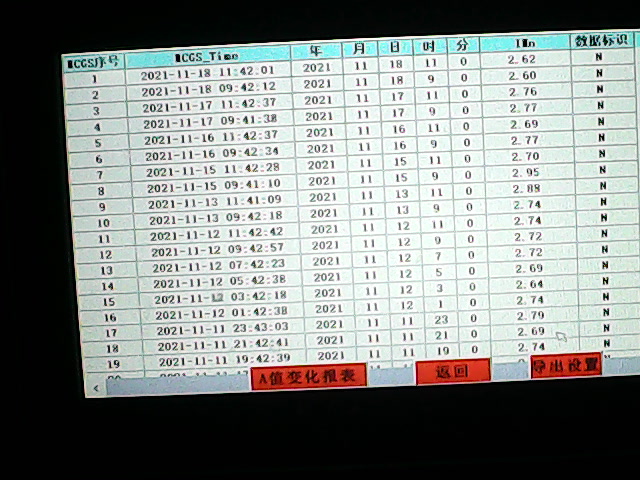 MCGS序号 MCGS_Time 年 月 日 时 分 IMn 数据标识
1 2021-11-18 11:42:01 2021 11 18 11 0 2.62 N
2 2021-11-18 09:42:12 2021 11 18 9 0 2.60 N
3 2021-11-17 11:42:37 2021 11 17 11 0 2.76 N
4 2021-11-17 09:41:38 2021 11 17 9 0 2.77 N
5 2021-11-16 11:42:37 2021 11 16 11 0 2.69 N
6 2021-11-16 09:42:34 2021 11 16 9 0 2.77 N
7 2021-11-15 11:42:28 2021 11 15 11 0 2.70 N
8 2021-11-15 09:41:10 2021 11 15 9 0 2.95 N
9 2021-11-13 11:41:09 2021 11 13 11 0 2.88 N
10 2021-11-13 09:42:18 2021 11 13 9 0 2.74 N
11 2021-11-12 11:42:42 2021 11 12 11 0 2.74 N
12 2021-11-12 09:42:57 2021 11 12 9 0 2.72 N
13 2021-11-12 07:42:23 2021 11 12 7 0 2.72 N
14 2021-11-12 05:42:38 2021 11 12 5 0 2.69 N
15 2021-11-12 03:42:18 2021 11 12 3 0 2.64 N
16 2021-11-12 01:42:38 2021 11 12 1 0 2.74 N
17 2021-11-11 23:43:03 2021 11 11 23 0 2.79 N
18 2021-11-11 21:42:41 2021 11 11 21 0 2.69 N
19 2021-11-11 19:42:39 2021 11 11 19 0 2.74 N
A值变化报表 返回 导出设置